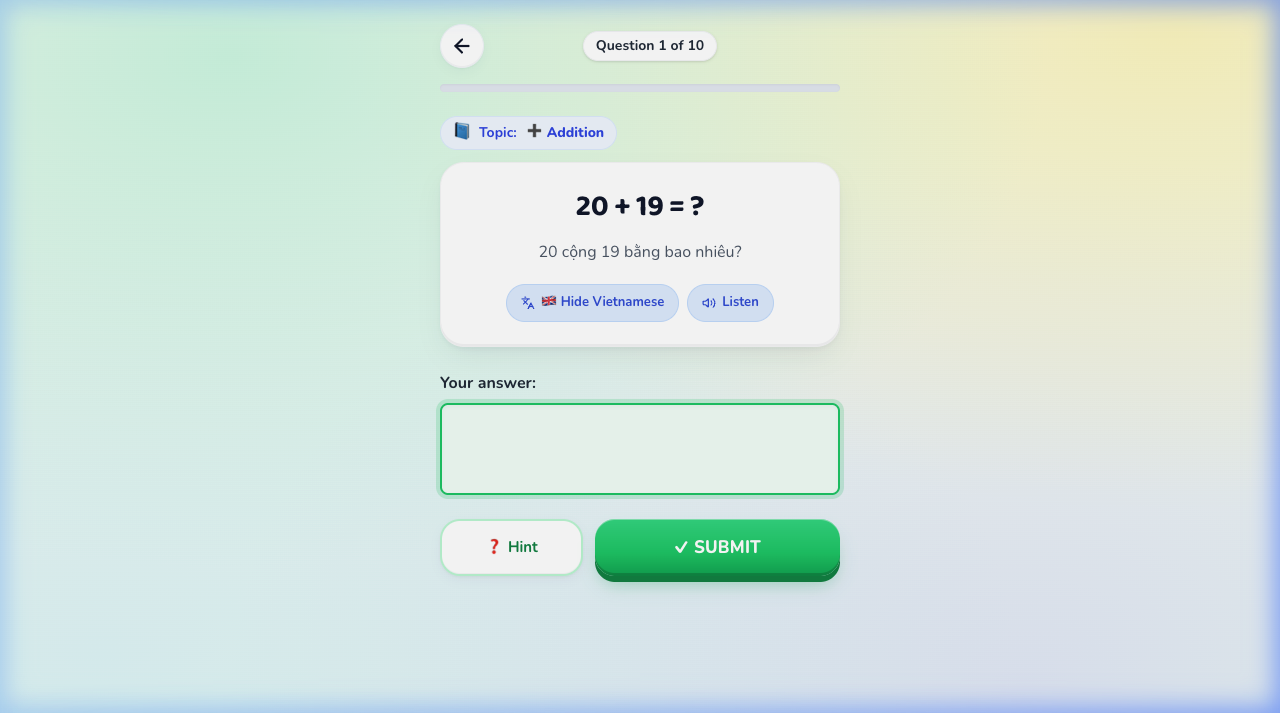 Question 1 of 10
Topic: ➕ Addition
20 + 19 = ?
20 cộng 19 bằng bao nhiêu?
Hide Vietnamese
Listen
Your answer:
❓ Hint
✓ SUBMIT